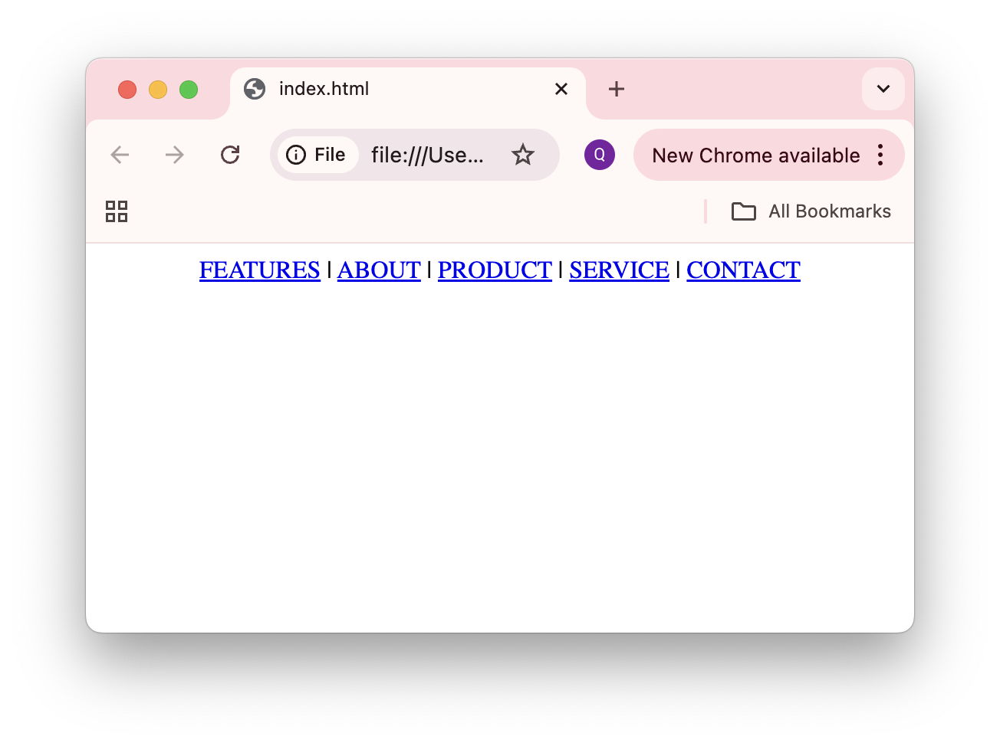 index.html
File file:///Use... Q New Chrome available
All Bookmarks
FEATURES | ABOUT | PRODUCT | SERVICE | CONTACT